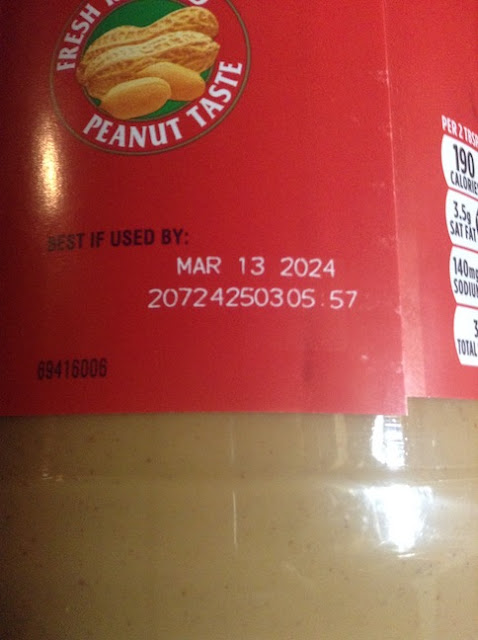 FRESH
PEANUT TASTE
PER 2 TBSP
190
CALORIES
3.5g
SAT FAT
140mg
SODIUM
3
TOTAL
BEST IF USED BY:
MAR 13 2024
20724250305.57
69416006